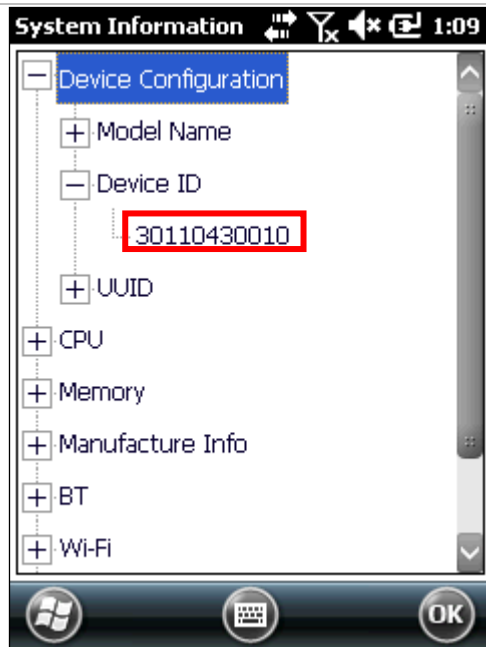 System Information 1:09
Device Configuration
Model Name
Device ID
30110430010
UUID
CPU
Memory
Manufacture Info
BT
Wi-Fi
OK